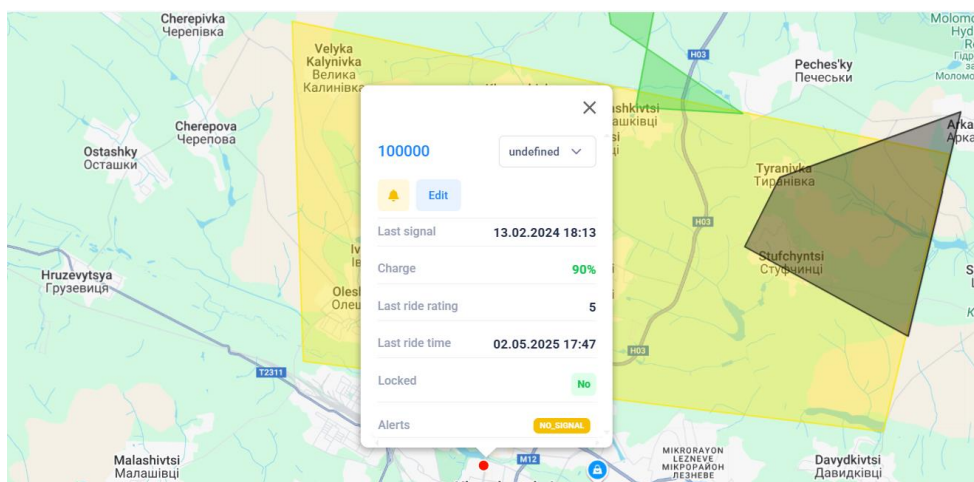 Cherepivka
Черепівка
Velyka
Kalynivka
Велика
Калинівка
H03
Peches'ky
Печеськи
Cherepova
Черепова
Ostashky
Осташки
100000
undefined
Edit
Last signal 13.02.2024 18:13
Charge 90%
Last ride rating 5
Last ride time 02.05.2025 17:47
Locked No
Alerts NO_SIGNAL
Tyranivka
Тиранівка
H03
Stufchyntsi
Стуфчинці
Hruzevytsya
Грузевиця
H03
T2311
M12
MIKRORAYON
LEZNEVE
МІКРОРАЙОН
ЛЕЗНЕВЕ
Malashivtsi
Малашівці
Davydkivtsi
Давидківці